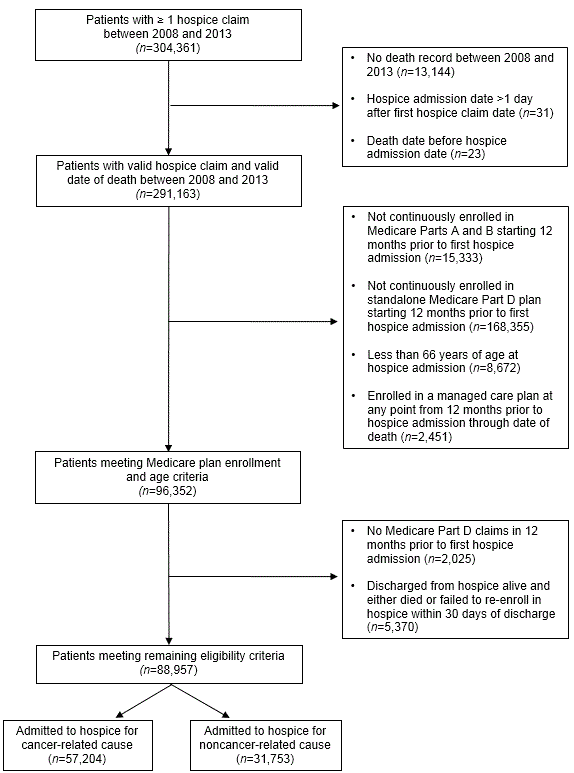 Patients with ≥ 1 hospice claim
between 2008 and 2013
(n=304,361)
• No death record between 2008 and
2013 (n=13,144)
• Hospice admission date >1 day
after first hospice claim date (n=31)
• Death date before hospice
admission date (n=23)
Patients with valid hospice claim and valid
date of death between 2008 and 2013
(n=291,163)
• Not continuously enrolled in
Medicare Parts A and B starting 12
months prior to first hospice
admission (n=15,333)
• Not continuously enrolled in
standalone Medicare Part D plan
starting 12 months prior to first
hospice admission (n=168,355)
• Less than 66 years of age at
hospice admission (n=8,672)
• Enrolled in a managed care plan at
any point from 12 months prior to
hospice admission through date of
death (n=2,451)
Patients meeting Medicare plan enrollment
and age criteria
(n=96,352)
• No Medicare Part D claims in 12
months prior to first hospice
admission (n=2,025)
• Discharged from hospice alive and
either died or failed to re-enroll in
hospice within 30 days of discharge
(n=5,370)
Patients meeting remaining eligibility criteria
(n=88,957)
Admitted to hospice for
cancer-related cause
(n=57,204)
Admitted to hospice for
noncancer-related cause
(n=31,753)